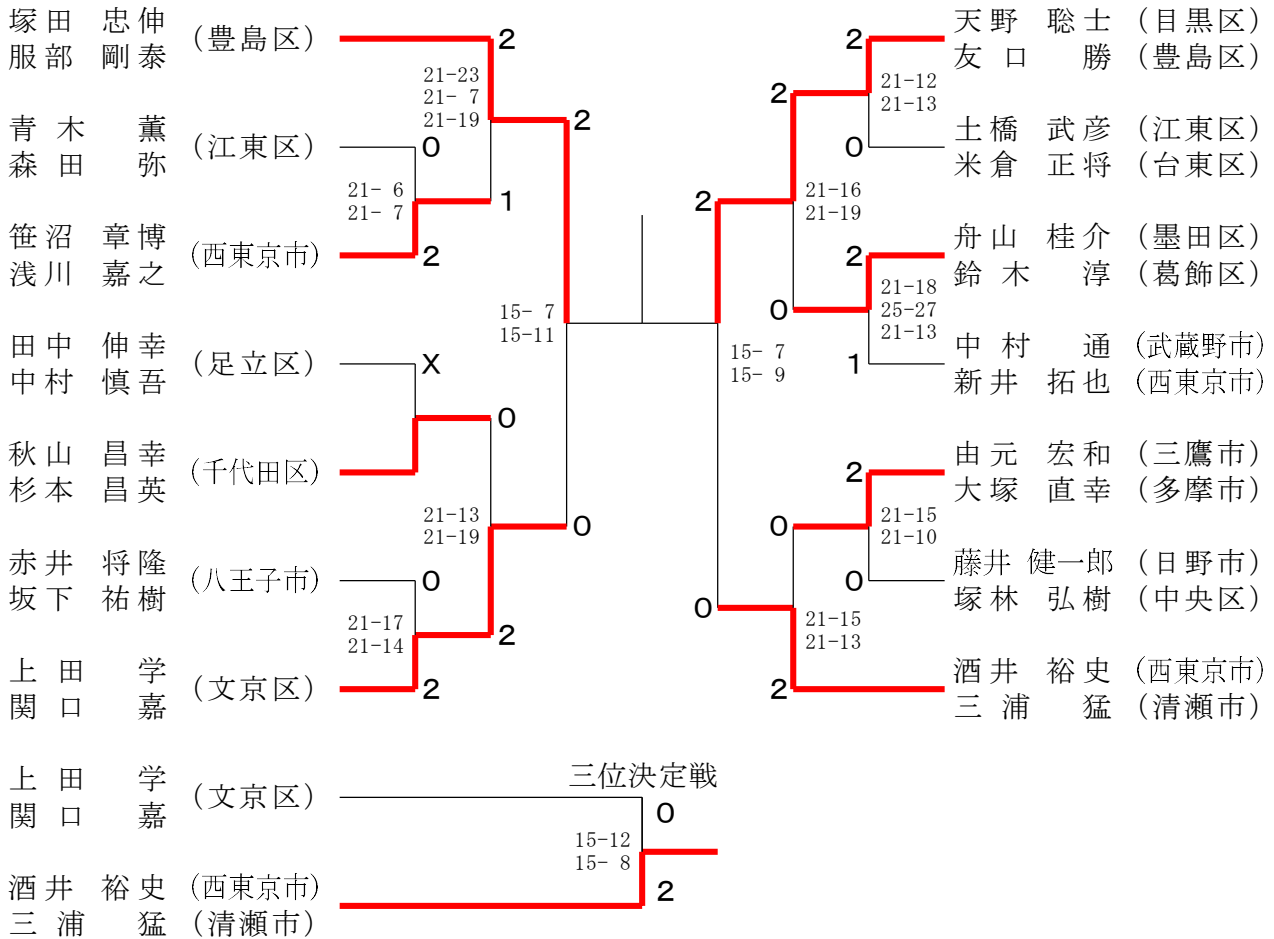 塚田 忠伸
服部 剛泰
(豊島区)
2
21-23
21- 7
21-19
2
青木 薫
森田 弥
(江東区)
0
21- 6
21- 7
1
笹沼 章博
浅川 嘉之
(西東京市)
2
15- 7
15-11
田中 伸幸
中村 慎吾
(足立区)
X
0
秋山 昌幸
杉本 昌英
(千代田区)
21-13
21-19
0
赤井 将隆
坂下 祐樹
(八王子市)
0
21-17
21-14
2
上田 学
関口 嘉
(文京区)
2
天野 聡士 (目黒区)
友口 勝 (豊島区)
2
21-12
21-13
2
土橋 武彦 (江東区)
米倉 正将 (台東区)
0
21-16
21-19
2
舟山 桂介 (墨田区)
鈴木 淳 (葛飾区)
2
21-18
25-27
21-13
0
中村 通 (武蔵野市)
新井 拓也 (西東京市)
1
15- 7
15- 9
由元 宏和 (三鷹市)
大塚 直幸 (多摩市)
2
21-15
21-10
0
藤井 健一郎 (日野市)
塚林 弘樹 (中央区)
0
0
21-15
21-13
酒井 裕史 (西東京市)
三浦 猛 (清瀬市)
2
三位決定戦
上田 学
関口 嘉
(文京区)
0
15-12
15- 8
2
酒井 裕史 (西東京市)
三浦 猛 (清瀬市)